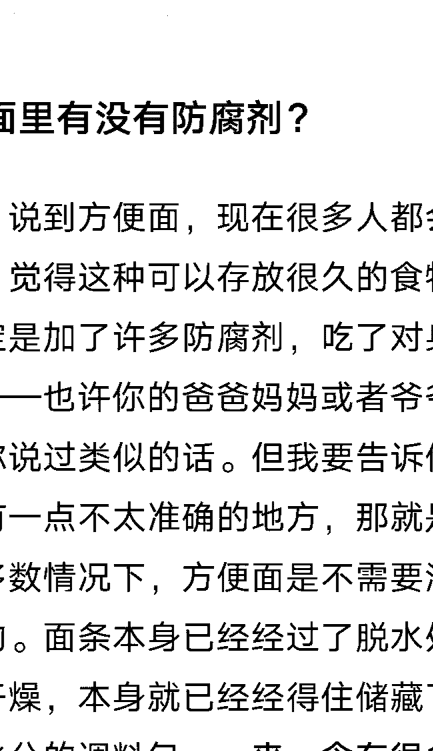 面里有没有防腐剂？
说到方便面，现在很多人都
觉得这种可以存放很久的食
是加了许多防腐剂，吃了对
——也许你的爸爸妈妈或者爷
说过类似的话。但我要告诉
一点不太准确的地方，那就
数情况下，方便面是不需要
。面条本身已经经过了脱水
燥，本身就已经经得住储藏